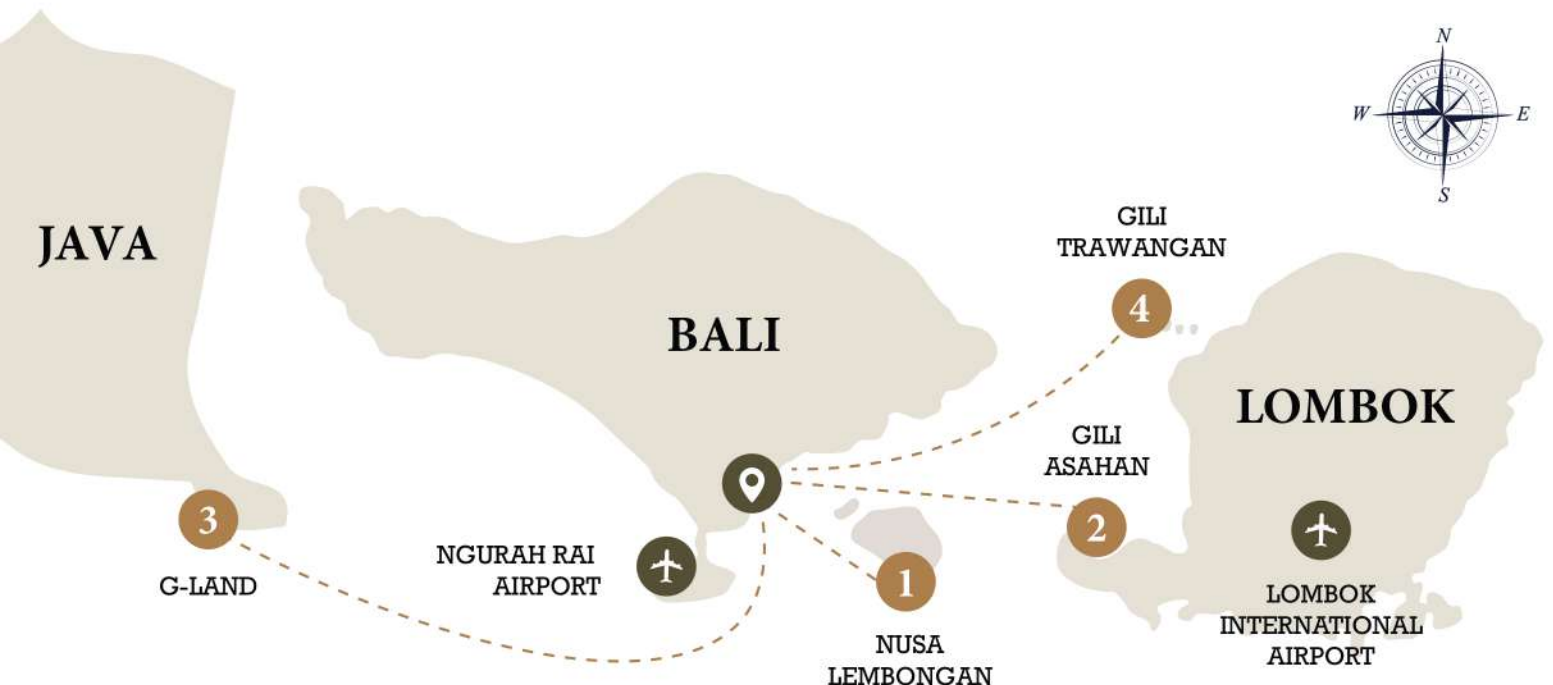 N
W
E
S
GILI
TRAWANGAN
4
JAVA
BALI
LOMBOK
GILI
ASAHAN
3
2
G-LAND
NGURAH RAI
AIRPORT
1
NUSA
LEMBONGAN
LOMBOK
INTERNATIONAL
AIRPORT